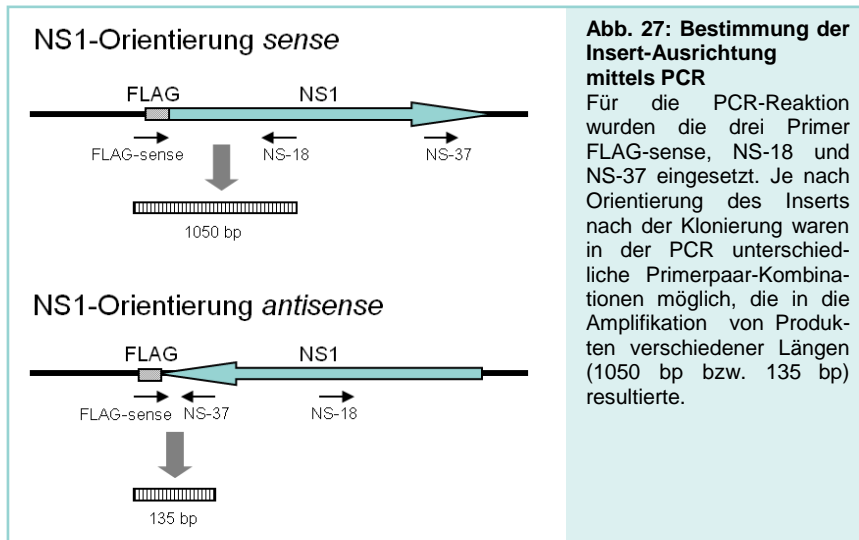 NS1-Orientierung sense
FLAG NS1
FLAG-sense NS-18 NS-37
1050 bp
NS1-Orientierung antisense
FLAG NS1
FLAG-sense NS-37 NS-18
135 bp
Abb. 27: Bestimmung der
Insert-Ausrichtung
mittels PCR
Für die PCR-Reaktion
wurden die drei Primer
FLAG-sense, NS-18 und
NS-37 eingesetzt. Je nach
Orientierung des Inserts
nach der Klonierung waren
in der PCR unterschied-
liche Primerpaar-Kombina-
tionen möglich, die in die
Amplifikation von Produk-
ten verschiedener Längen
(1050 bp bzw. 135 bp)
resultierte.